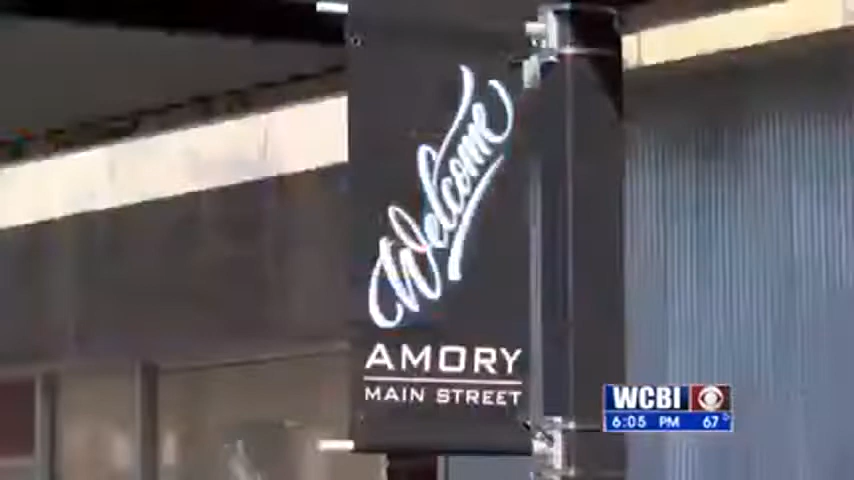 Welcome
AMORY
MAIN STREET
WCBI
6:05 PM 67°